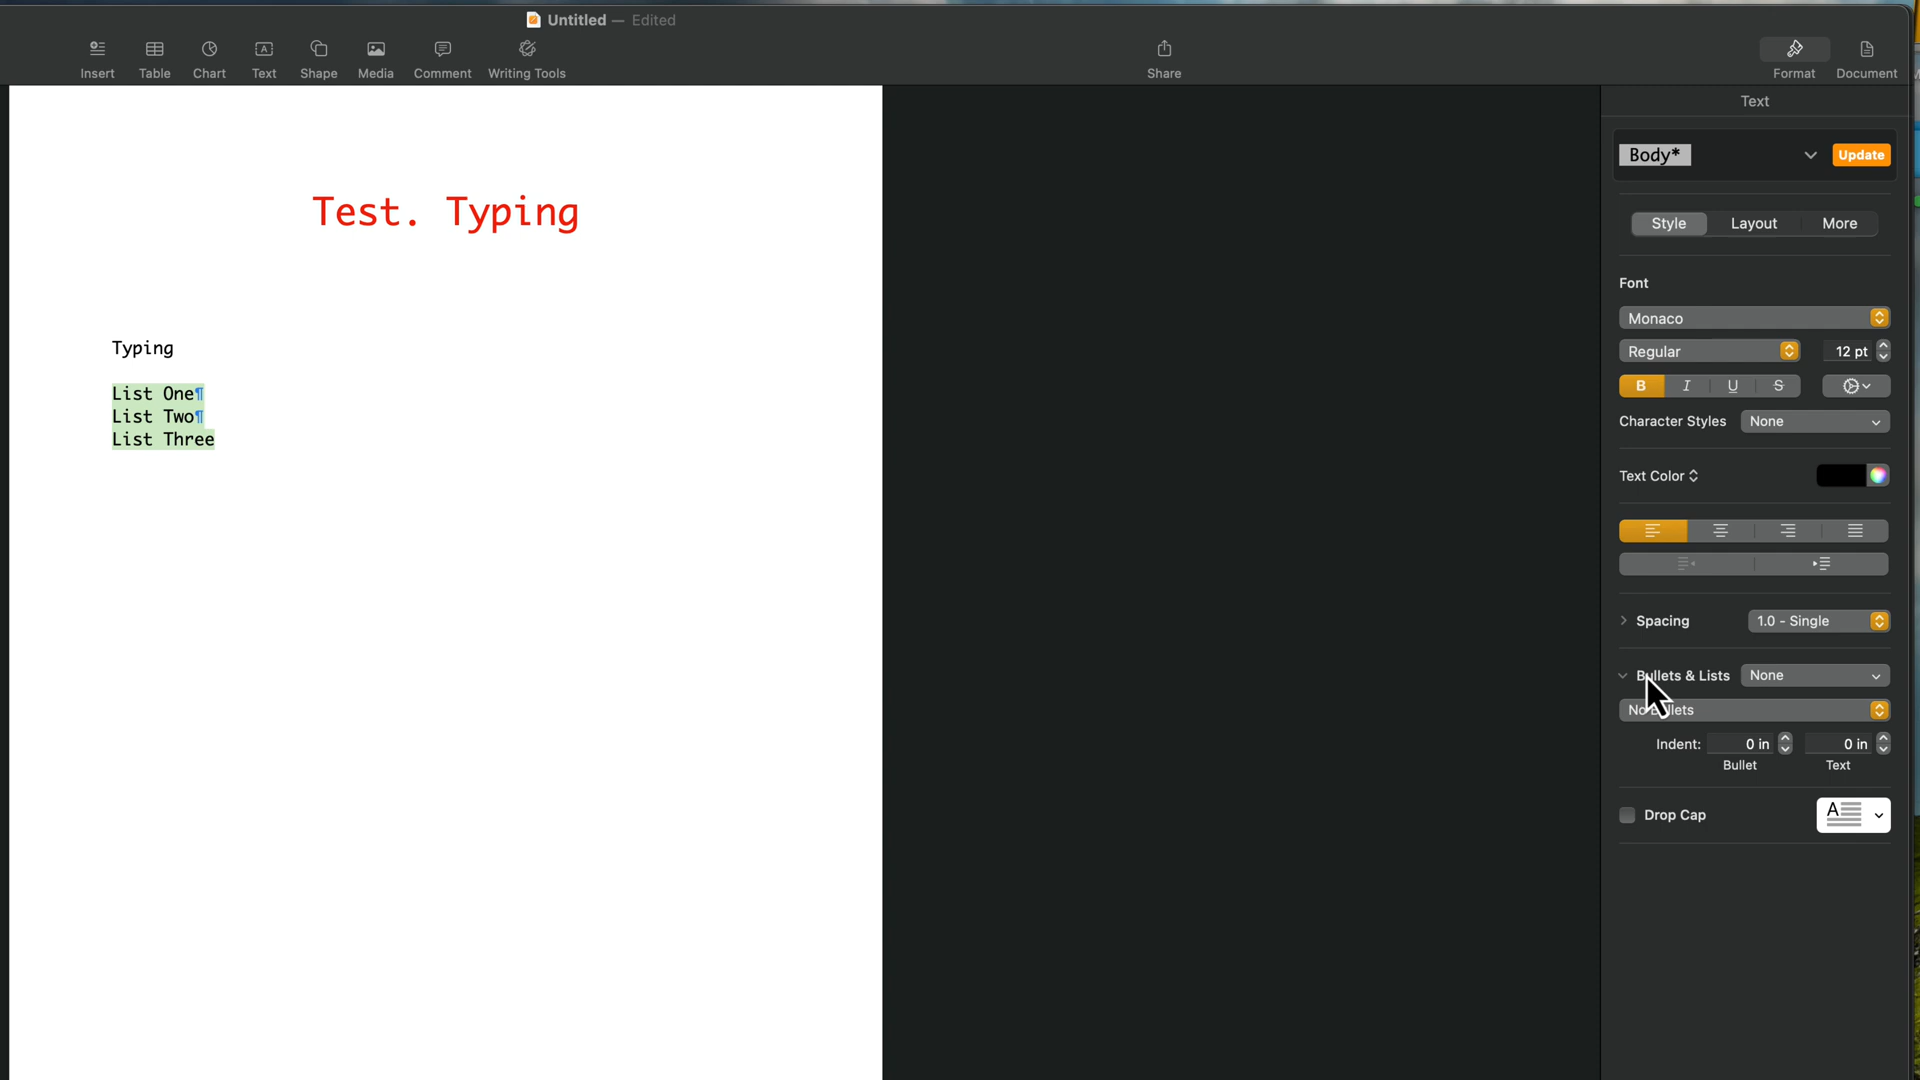 Untitled — Edited
Insert Table Chart Text Shape Media Comment Writing Tools Share Format Document
Text
Body* Update
Style Layout More
Test. Typing
Font
Monaco
Typing
Regular 12 pt
B I U S
List One¶
List Two¶
List Three
Character Styles None
Text Color
Spacing 1.0 - Single
Bullets & Lists None
No Bullets
Indent: 0 in 0 in
Bullet Text
Drop Cap A